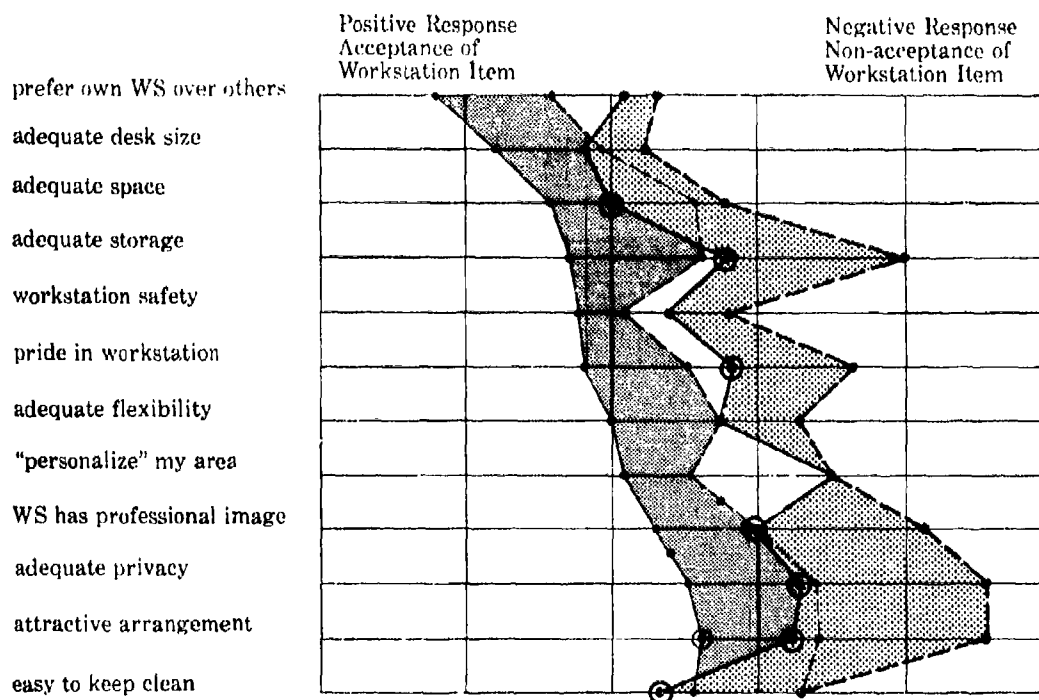 Positive Response
Acceptance of
Workstation Item
Negative Response
Non-acceptance of
Workstation Item
prefer own WS over others
adequate desk size
adequate space
adequate storage
workstation safety
pride in workstation
adequate flexibility
"personalize" my area
WS has professional image
adequate privacy
attractive arrangement
easy to keep clean